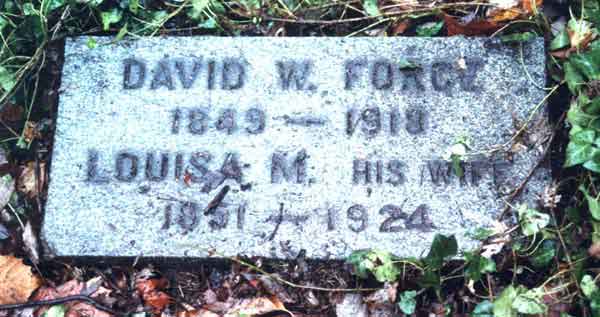 DAVID W. FORCE
1849 — 1918
LOUISA M. HIS WIFE
1851 — 1924